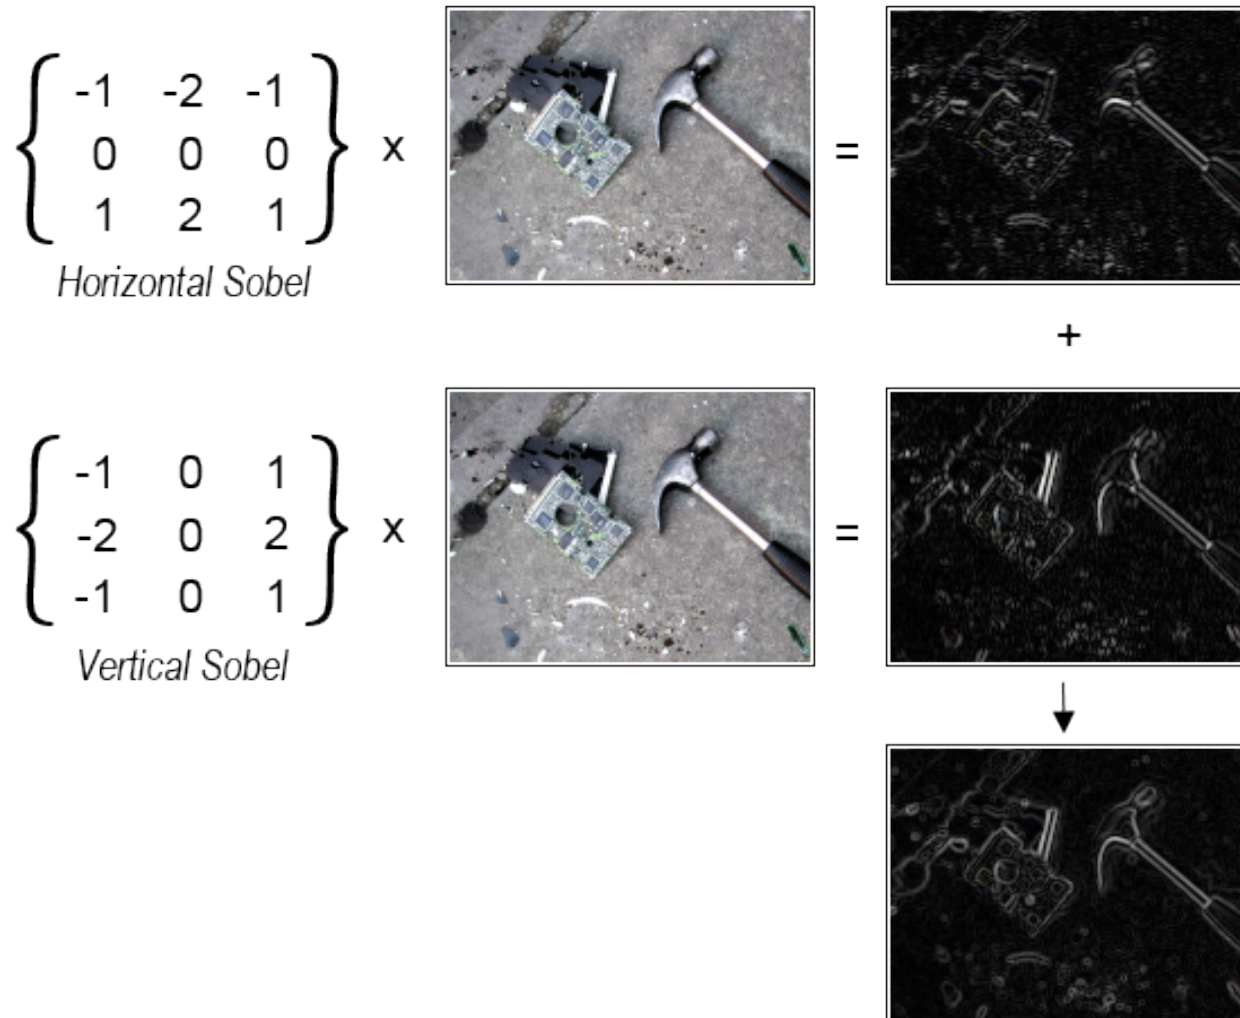 -1 -2 -1
0 0 0
1 2 1
x
=
Horizontal Sobel
+
-1 0 1
-2 0 2
-1 0 1
x
=
Vertical Sobel